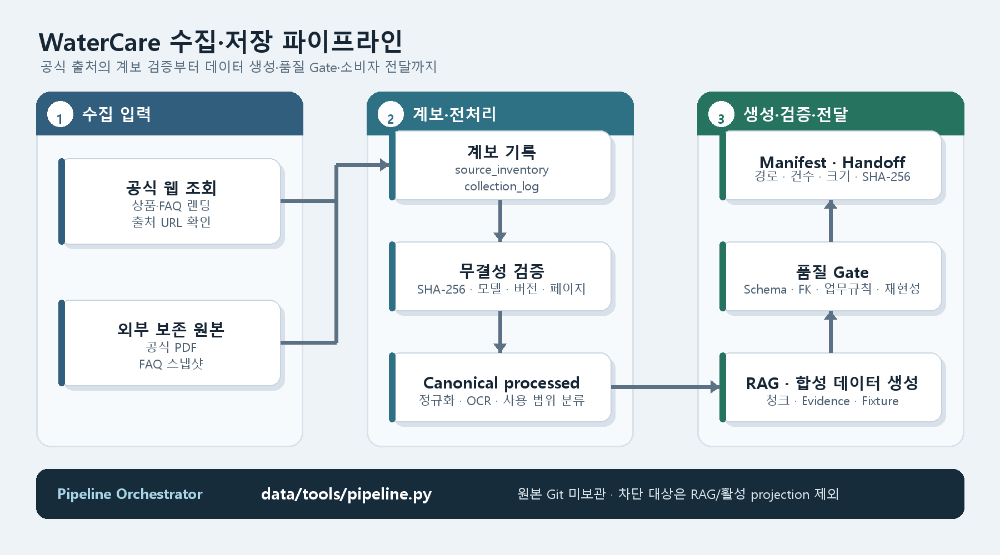 WaterCare 수집·저장 파이프라인
공식 출처의 계보 검증부터 데이터 생성·품질 Gate·소비자 전달까지
1 수집 입력
공식 웹 조회
상품·FAQ 랜딩
출처 URL 확인
외부 보존 원본
공식 PDF
FAQ 스냅샷
2 계보·전처리
계보 기록
source_inventory
collection_log
무결성 검증
SHA-256 · 모델 · 버전 · 페이지
Canonical processed
정규화 · OCR · 사용 범위 분류
3 생성·검증·전달
Manifest · Handoff
경로 · 건수 · 크기 · SHA-256
품질 Gate
Schema · FK · 업무규칙 · 재현성
RAG · 합성 데이터 생성
청크 · Evidence · Fixture
Pipeline Orchestrator
data/tools/pipeline.py
원본 Git 미보관 · 차단 대상은 RAG/활성 projection 제외